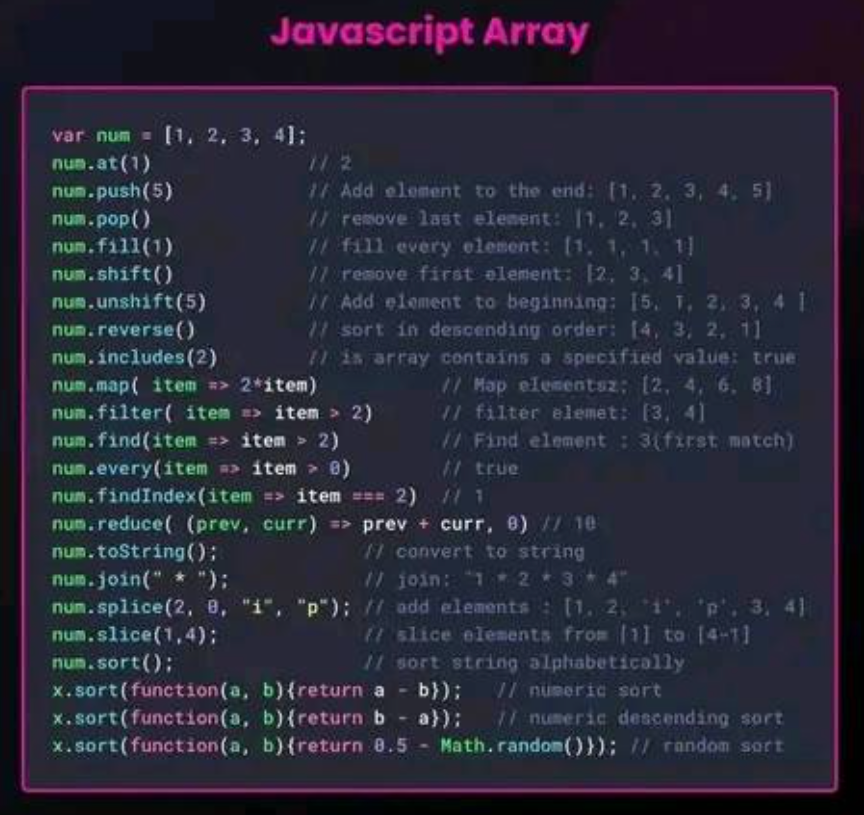 Javascript Array
var num = [1, 2, 3, 4];
num.at(1) // 2
num.push(5) // Add element to the end: [1, 2, 3, 4, 5]
num.pop() // remove last element: [1, 2, 3]
num.fill(1) // fill every element: [1, 1, 1, 1]
num.shift() // remove first element: [2, 3, 4]
num.unshift(5) // Add element to beginning: [5, 1, 2, 3, 4 ]
num.reverse() // sort in descending order: [4, 3, 2, 1]
num.includes(2) // is array contains a specified value: true
num.map( item => 2*item) // Map elementsz: [2, 4, 6, 8]
num.filter( item => item > 2) // filter elemet: [3, 4]
num.find(item => item > 2) // Find element : 3(first match)
num.every(item => item > 0) // true
num.findIndex(item => item === 2) // 1
num.reduce( (prev, curr) => prev + curr, 0) // 10
num.toString(); // convert to string
num.join(" * "); // join: "1 * 2 * 3 * 4"
num.splice(2, 0, "i", "p"); // add elements : [1, 2, 'i', 'p', 3, 4]
num.slice(1,4); // slice elements from [1] to [4-1]
num.sort(); // sort string alphabetically
x.sort(function(a, b){return a - b}); // numeric sort
x.sort(function(a, b){return b - a}); // numeric descending sort
x.sort(function(a, b){return 0.5 - Math.random()}); // random sort